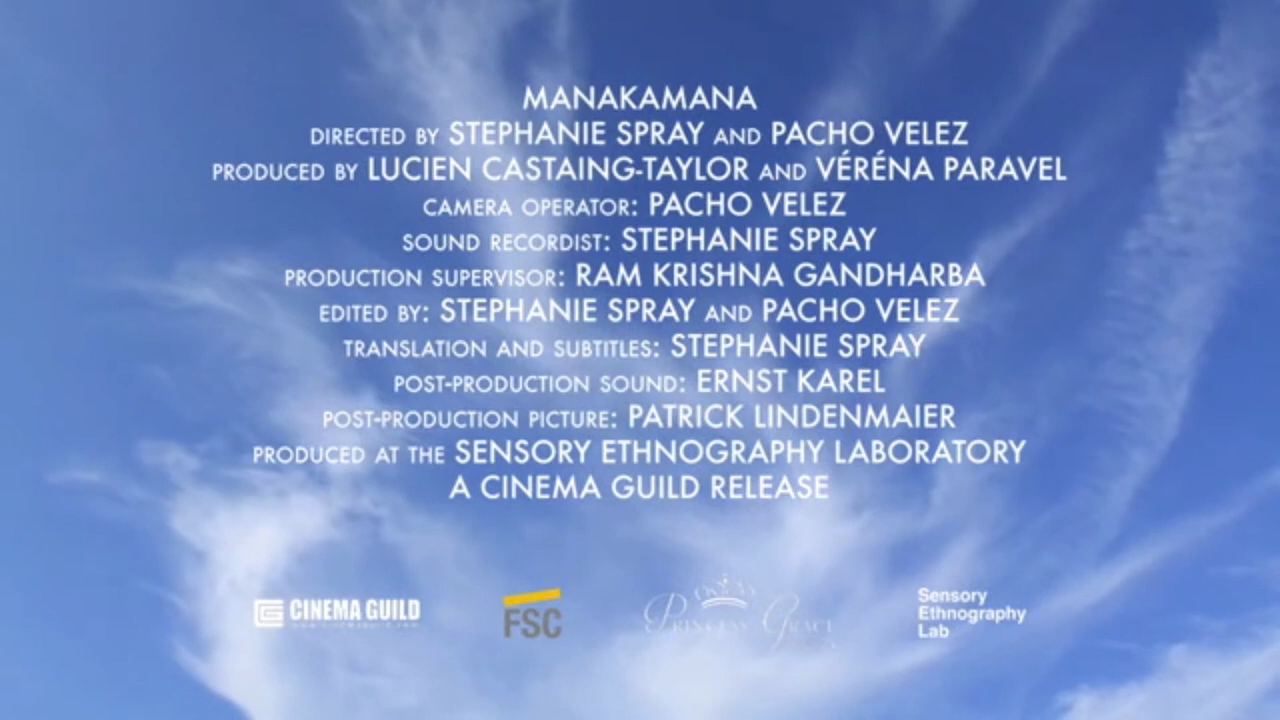 MANAKAMANA
DIRECTED BY STEPHANIE SPRAY AND PACHO VELEZ
PRODUCED BY LUCIEN CASTAING-TAYLOR AND VÉRÉNA PARAVEL
CAMERA OPERATOR: PACHO VELEZ
SOUND RECORDIST: STEPHANIE SPRAY
PRODUCTION SUPERVISOR: RAM KRISHNA GANDHARBA
EDITED BY: STEPHANIE SPRAY AND PACHO VELEZ
TRANSLATION AND SUBTITLES: STEPHANIE SPRAY
POST-PRODUCTION SOUND: ERNST KAREL
POST-PRODUCTION PICTURE: PATRICK LINDENMAIER
PRODUCED AT THE SENSORY ETHNOGRAPHY LABORATORY
A CINEMA GUILD RELEASE
CINEMA GUILD
FSC
PRINCESS GRACE
Sensory
Ethnography
Lab